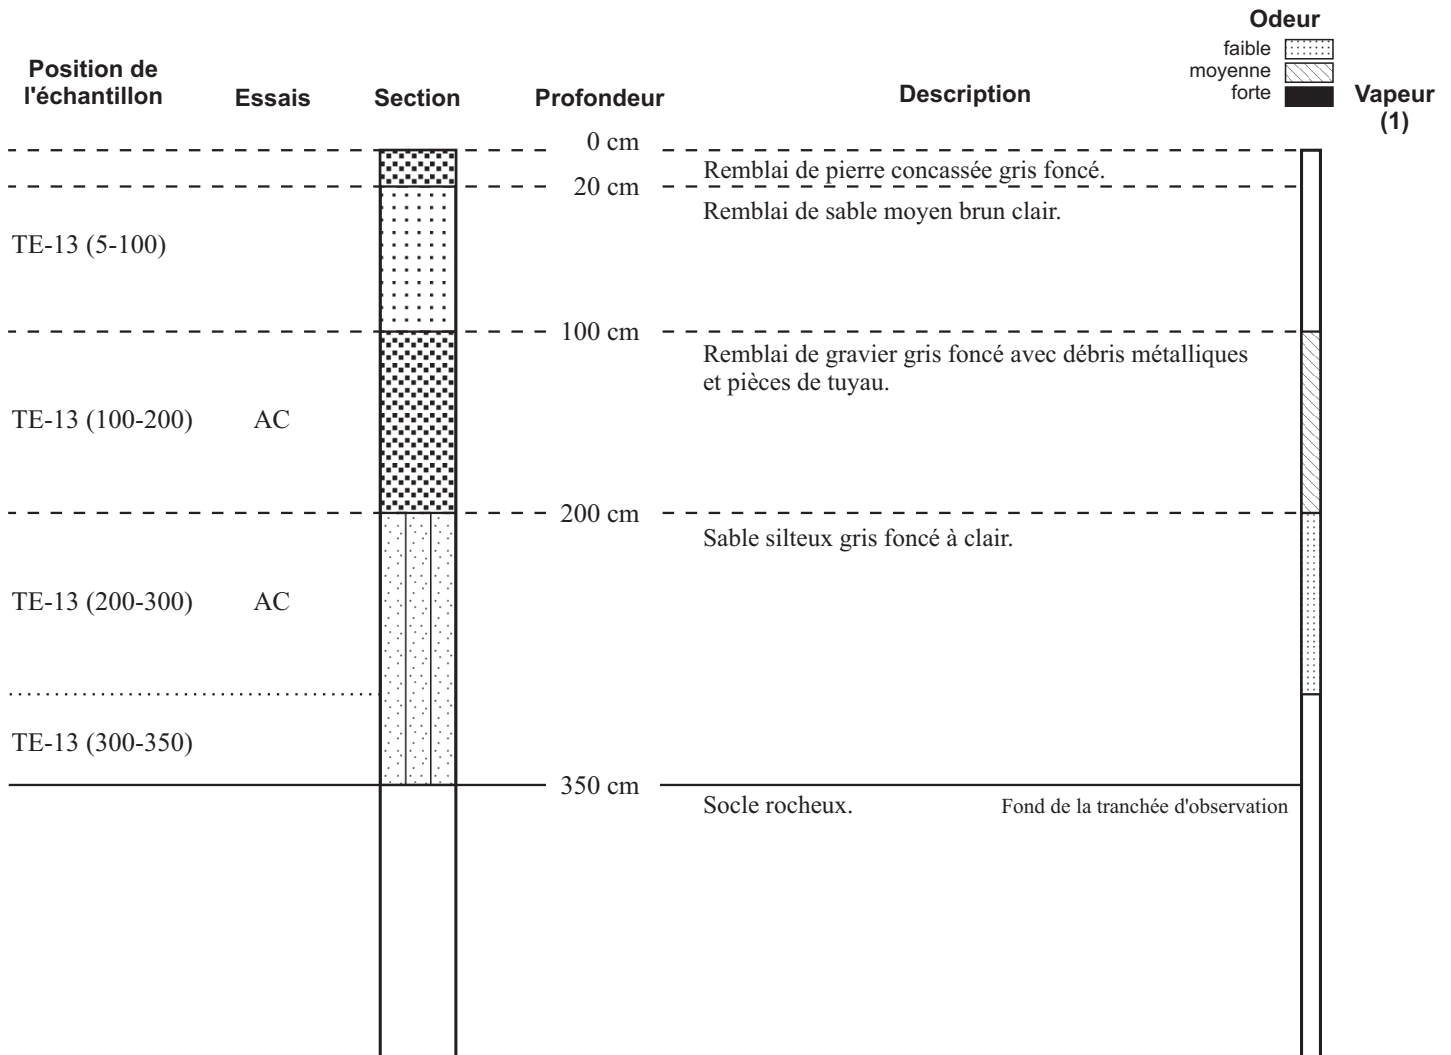 Odeur
faible
moyenne
forte
Position de
l'échantillon
Essais
Section
Profondeur
Description
Vapeur
(1)
0 cm
Remblai de pierre concassée gris foncé.
20 cm
Remblai de sable moyen brun clair.
TE-13 (5-100)
100 cm
Remblai de gravier gris foncé avec débris métalliques
et pièces de tuyau.
TE-13 (100-200)
AC
200 cm
Sable silteux gris foncé à clair.
TE-13 (200-300)
AC
TE-13 (300-350)
350 cm
Socle rocheux.
Fond de la tranchée d'observation